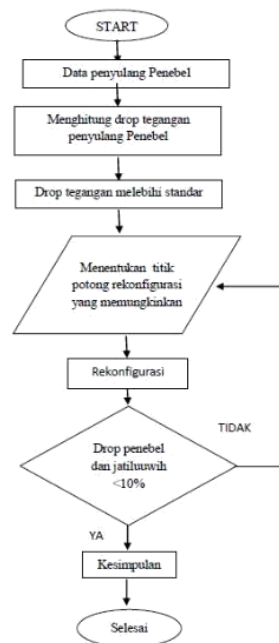 START
Data penyulang Penebel
Menghitung drop tegangan
penyulang Penebel
Drop tegangan melebihi standar
Menentukan titik
potong rekonfigurasi
yang memungkinkan
Rekonfigurasi
Drop penebel
dan jatiluuwih
<10%
TIDAK
YA
Kesimpulan
Selesai